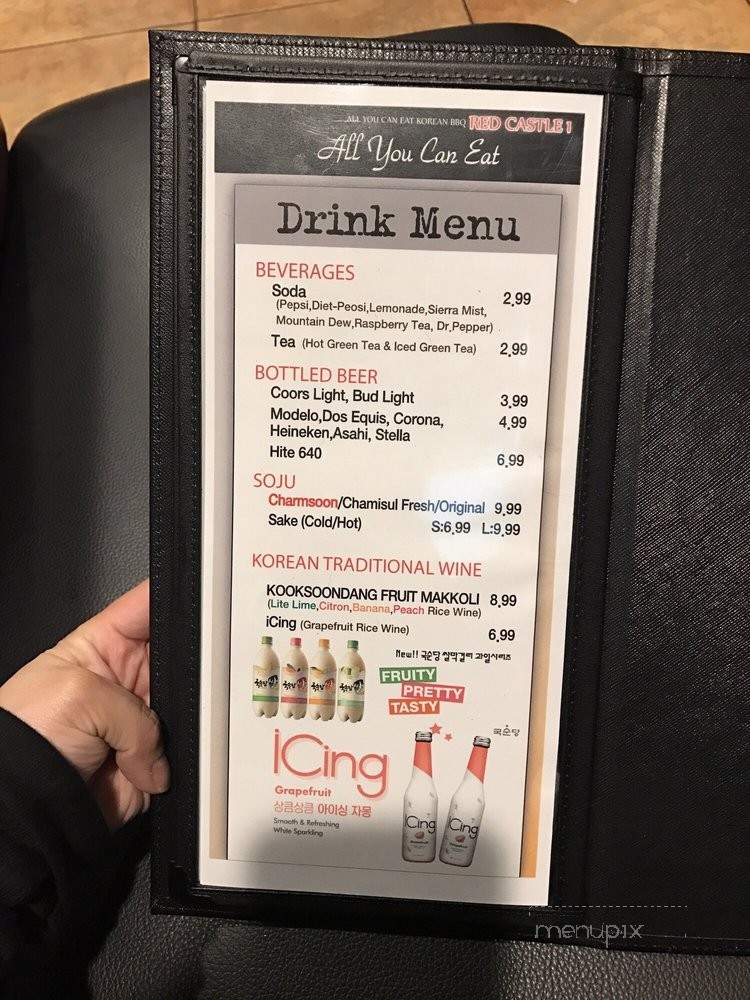 ......ALL YOU CAN EAT KOREAN BBQ RED CASTLE 1
All You Can Eat
Drink Menu
BEVERAGES
Soda 2,99
(Pepsi,Diet-Peosi,Lemonade,Sierra Mist,
Mountain Dew,Raspberry Tea, Dr,Pepper)
Tea (Hot Green Tea & Iced Green Tea) 2,99
BOTTLED BEER
Coors Light, Bud Light 3,99
Modelo,Dos Equis, Corona, 4,99
Heineken,Asahi, Stella
Hite 640 6,99
SOJU
Charmsoon/Chamisul Fresh/Original 9,99
Sake (Cold/Hot) S:6,99 L:9,99
KOREAN TRADITIONAL WINE
KOOKSOONDANG FRUIT MAKKOLI 8,99
(Lite Lime,Citron,Banana,Peach Rice Wine)
iCing (Grapefruit Rice Wine) 6,99
New!! 국순당 쌀막걸리 과일시리즈
FRUITY
PRETTY
TASTY
국순당
iCing
Grapefruit
상큼상큼 아이싱 자몽
Smooth & Refreshing
White Sparkling
iCing
iCing
menupix